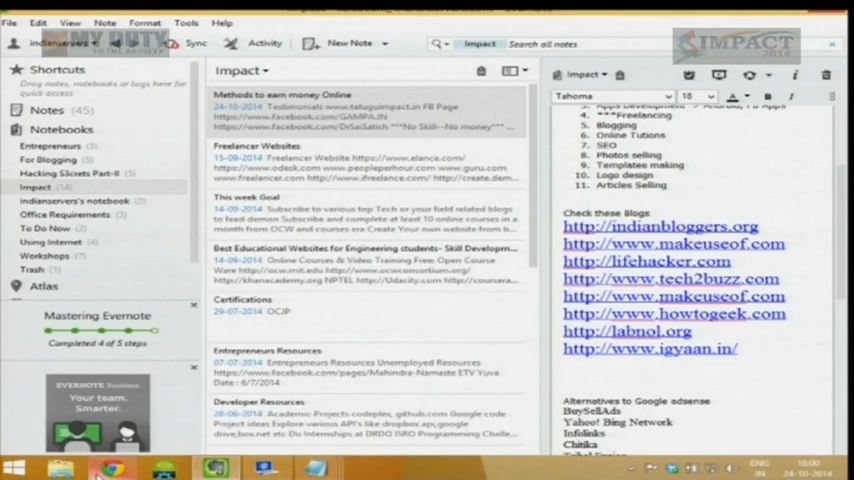 File Edit View Note Format Tools Help
indianservers
MY DUTY
TO THE SOCIETY
Sync
Activity
New Note
Impact
Search all notes
IMPACT
2014
Shortcuts
Drag notes, notebooks or tags here for
quick access
Notes (45)
Notebooks
Entrepreneurs (3)
For Blogging (5)
Hacking S3crets Part-II (5)
Impact (14)
indianservers's notebook (2)
Office Requirements (2)
To Do Now (2)
Using Internet (4)
Workshops (7)
Trash (1)
Atlas
Mastering Evernote
Completed 4 of 5 steps
EVERNOTE Business
Your team.
Smarter.
Impact
Methods to earn money Online
24-10-2014 Testimonials www.teluguimpact.in FB Page
https://www.facebook.com/GAMPA.IN
https://www.facebook.com/DrSaiSatish ***No Skill--No money*** ...
Freelancer Websites
15-09-2014 Freelancer Website https://www.elance.com/
https://www.odesk.com www.peopleperhour.com www.guru.com
www.freelancer.com http://www.ifreelance.com/ http://create.dem...
This week Goal
14-09-2014 Subscribe to various top Tech or your field related blogs
to feed demon Subscribe and complete at least 10 online courses in a
month from OCW and courses era Create Your own website from b...
Best Educational Websites for Engineering students- Skill Developm...
14-09-2014 Online Courses & Video Training Free: Open Course
Ware http://ocw.mit.edu http://www.ocwconsortium.org/
http://khanacademy.org NPTEL http://Udacity.com http://coursera...
Certifications
29-07-2014 OCJP
Entrepreneurs Resources
07-07-2014 Entrepreneurs Resources Unemployed Resources
https://www.facebook.com/pages/Mahindra-Namaste ETV Yuva
Date : 6/7/2014
Developer Resources
28-06-2014 Academic Projects codeplex, github.com Google code
Project ideas Explore various API's like dropbox api,google
drive,box.net etc Do Internships at DRDO ISRO Programming Challe...
Impact
Tahoma 18 A B I
3. Apps Development -> Android, FB Apps
4. ***Freelancing
5. Blogging
6. Online Tutions
7. SEO
8. Photos selling
9. Templates making
10. Logo design
11. Articles Selling
Check these Blogs
http://indianbloggers.org
http://www.makeuseof.com
http://lifehacker.com
http://www.tech2buzz.com
http://www.makeuseof.com
http://www.howtogeek.com
http://labnol.org
http://www.igyaan.in/
Alternatives to Google adsense
BuySellAds
Yahoo! Bing Network
Infolinks
Chitika
ENG
IN
18:00
24-10-2014